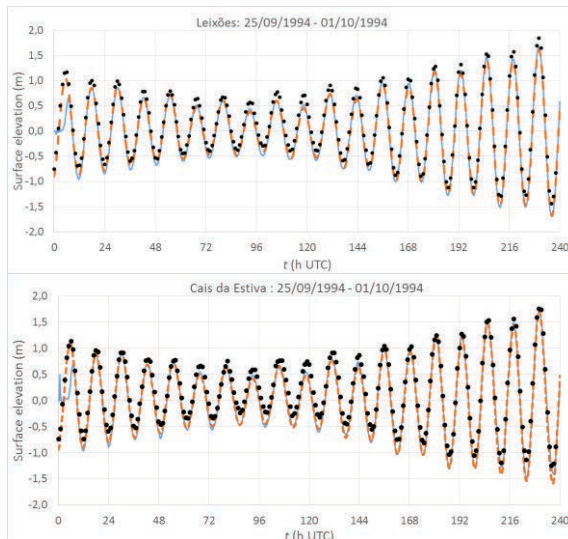 Leixões: 25/09/1994 - 01/10/1994
Surface elevation (m)
2,0
1,5
1,0
0,5
0,0
-0,5
-1,0
-1,5
-2,0
0 24 48 72 96 120 144 168 192 216 240
t (h UTC)
Cais da Estiva : 25/09/1994 - 01/10/1994
Surface elevation (m)
2,0
1,5
1,0
0,5
0,0
-0,5
-1,0
-1,5
-2,0
0 24 48 72 96 120 144 168 192 216 240
t (h UTC)